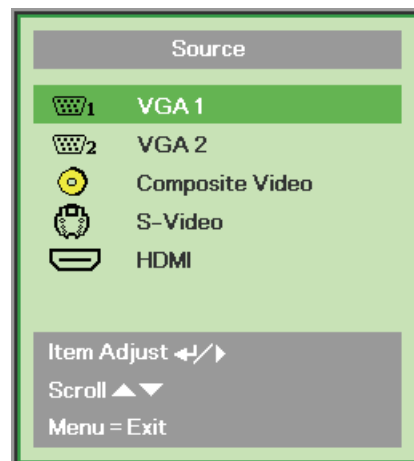 Source
1 VGA 1
2 VGA 2
Composite Video
S-Video
HDMI
Item Adjust ↵/▶
Scroll ▲▼
Menu = Exit